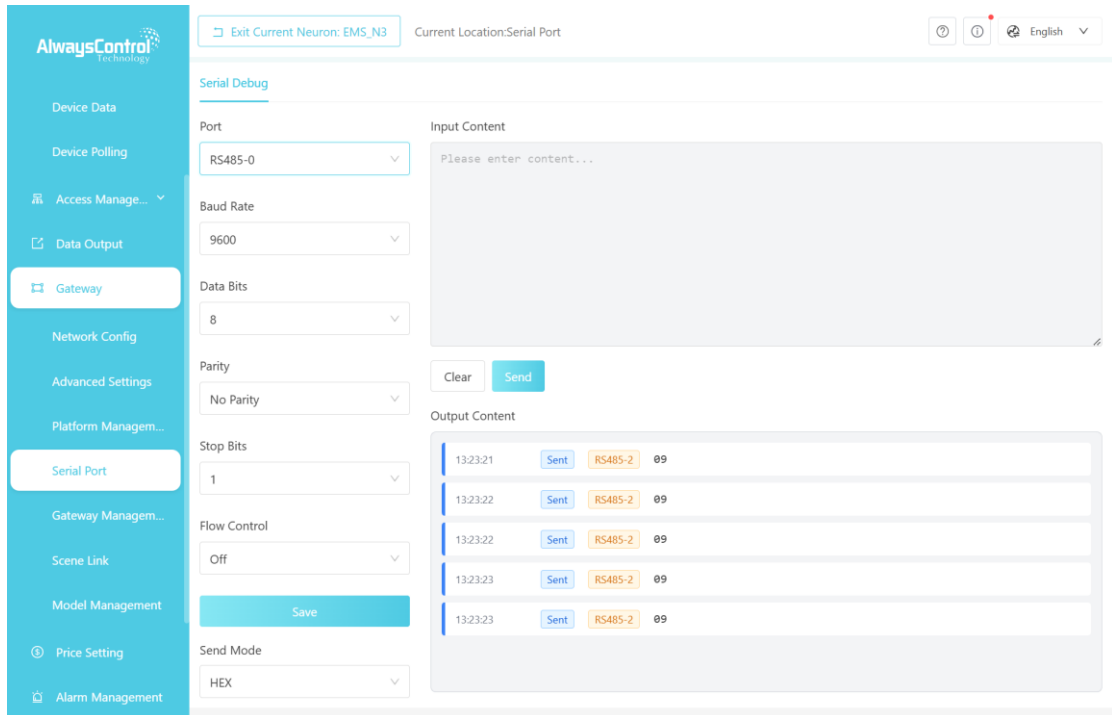 AlwaysControl
Technology
Device Data
Device Polling
Access Manage...
Data Output
Gateway
Network Config
Advanced Settings
Platform Managem...
Serial Port
Gateway Managem...
Scene Link
Model Management
Price Setting
Alarm Management
Exit Current Neuron: EMS_N3 Current Location:Serial Port English
Serial Debug
Port
RS485-0
Baud Rate
9600
Data Bits
8
Parity
No Parity
Stop Bits
1
Flow Control
Off
Save
Send Mode
HEX
Input Content
Please enter content...
Clear Send
Output Content
13:23:21 Sent RS485-2 09
13:23:22 Sent RS485-2 09
13:23:22 Sent RS485-2 09
13:23:23 Sent RS485-2 09
13:23:23 Sent RS485-2 09